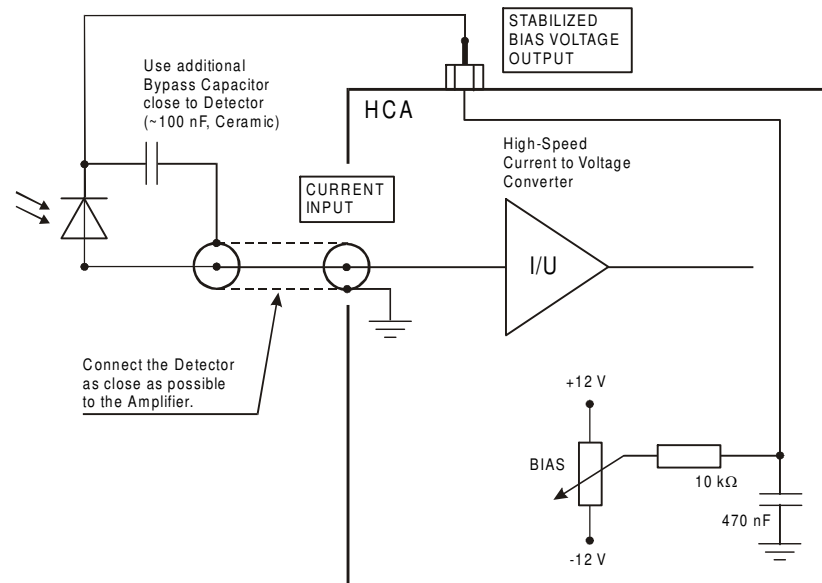 STABILIZED
BIAS VOLTAGE
OUTPUT
Use additional
Bypass Capacitor
close to Detector
(~100 nF, Ceramic)
HCA
High-Speed
Current to Voltage
Converter
CURRENT
INPUT
I/U
Connect the Detector
as close as possible
to the Amplifier.
+12 V
BIAS
10 kΩ
470 nF
-12 V